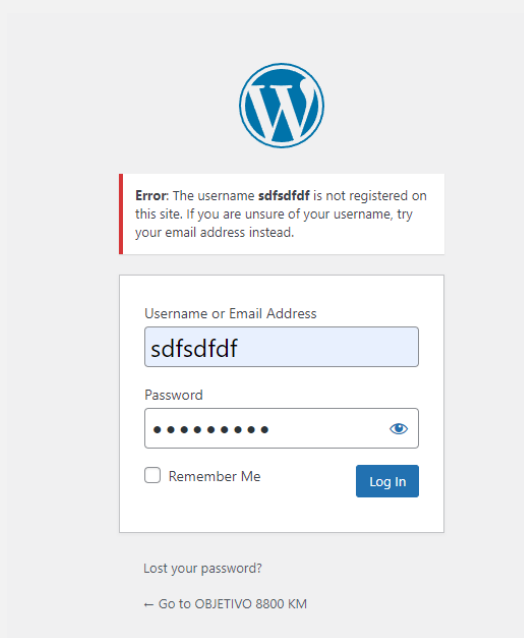 Error: The username sdfsdfdf is not registered on
this site. If you are unsure of your username, try
your email address instead.
Username or Email Address
sdfsdfdf
Password
•••••••••
Remember Me
Log In
Lost your password?
← Go to OBJETIVO 8800 KM